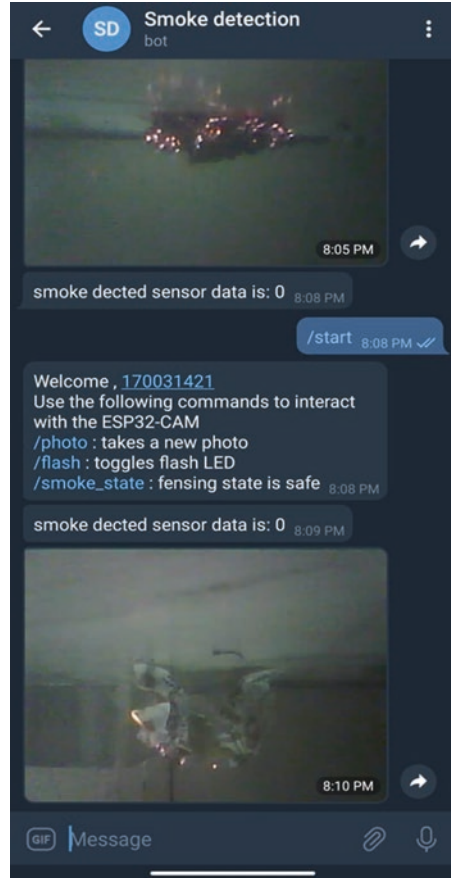 SD
Smoke detection
bot
8:05 PM
smoke dected sensor data is: 0 8:08 PM
/start 8:08 PM
Welcome , 170031421
Use the following commands to interact
with the ESP32-CAM
/photo : takes a new photo
/flash : toggles flash LED
/smoke_state : fensing state is safe 8:08 PM
smoke dected sensor data is: 0 8:09 PM
8:10 PM
GIF Message